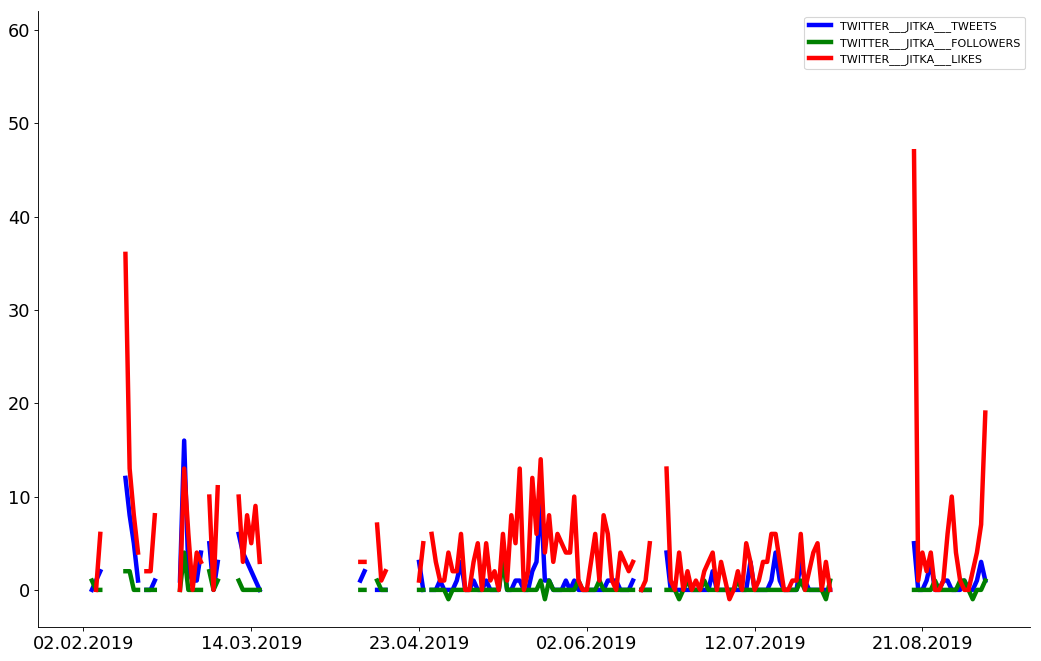 TWITTER___JITKA___TWEETS
TWITTER___JITKA___FOLLOWERS
TWITTER___JITKA___LIKES
60
50
40
30
20
10
0
02.02.2019 14.03.2019 23.04.2019 02.06.2019 12.07.2019 21.08.2019